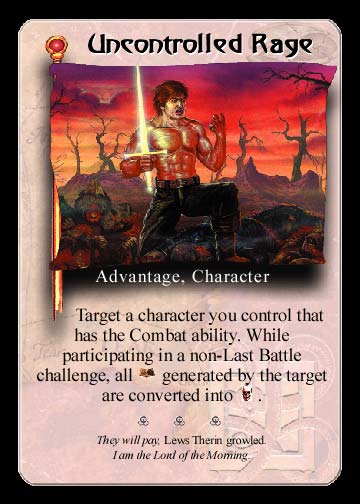 Uncontrolled Rage
Advantage, Character
Target a character you control that
has the Combat ability. While
participating in a non-Last Battle
challenge, all generated by the target
are converted into .
They will pay, Lews Therin growled.
I am the Lord of the Morning.